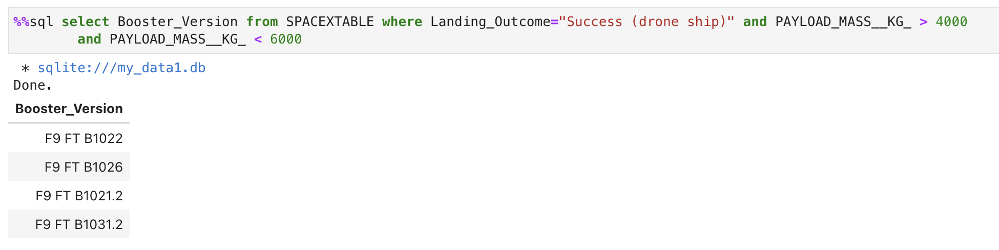 %%sql select Booster_Version from SPACEXTABLE where Landing_Outcome="Success (drone ship)" and PAYLOAD_MASS__KG_ > 4000
and PAYLOAD_MASS__KG_ < 6000
* sqlite:///my_data1.db
Done.
Booster_Version
F9 FT B1022
F9 FT B1026
F9 FT B1021.2
F9 FT B1031.2